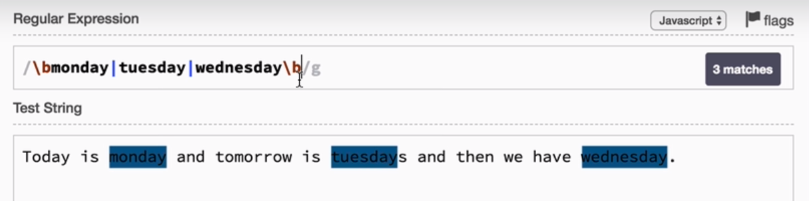 Regular Expression
Javascript
flags
/\bmonday|tuesday|wednesday\b/g
3 matches
Test String
Today is monday and tomorrow is tuesdays and then we have wednesday.